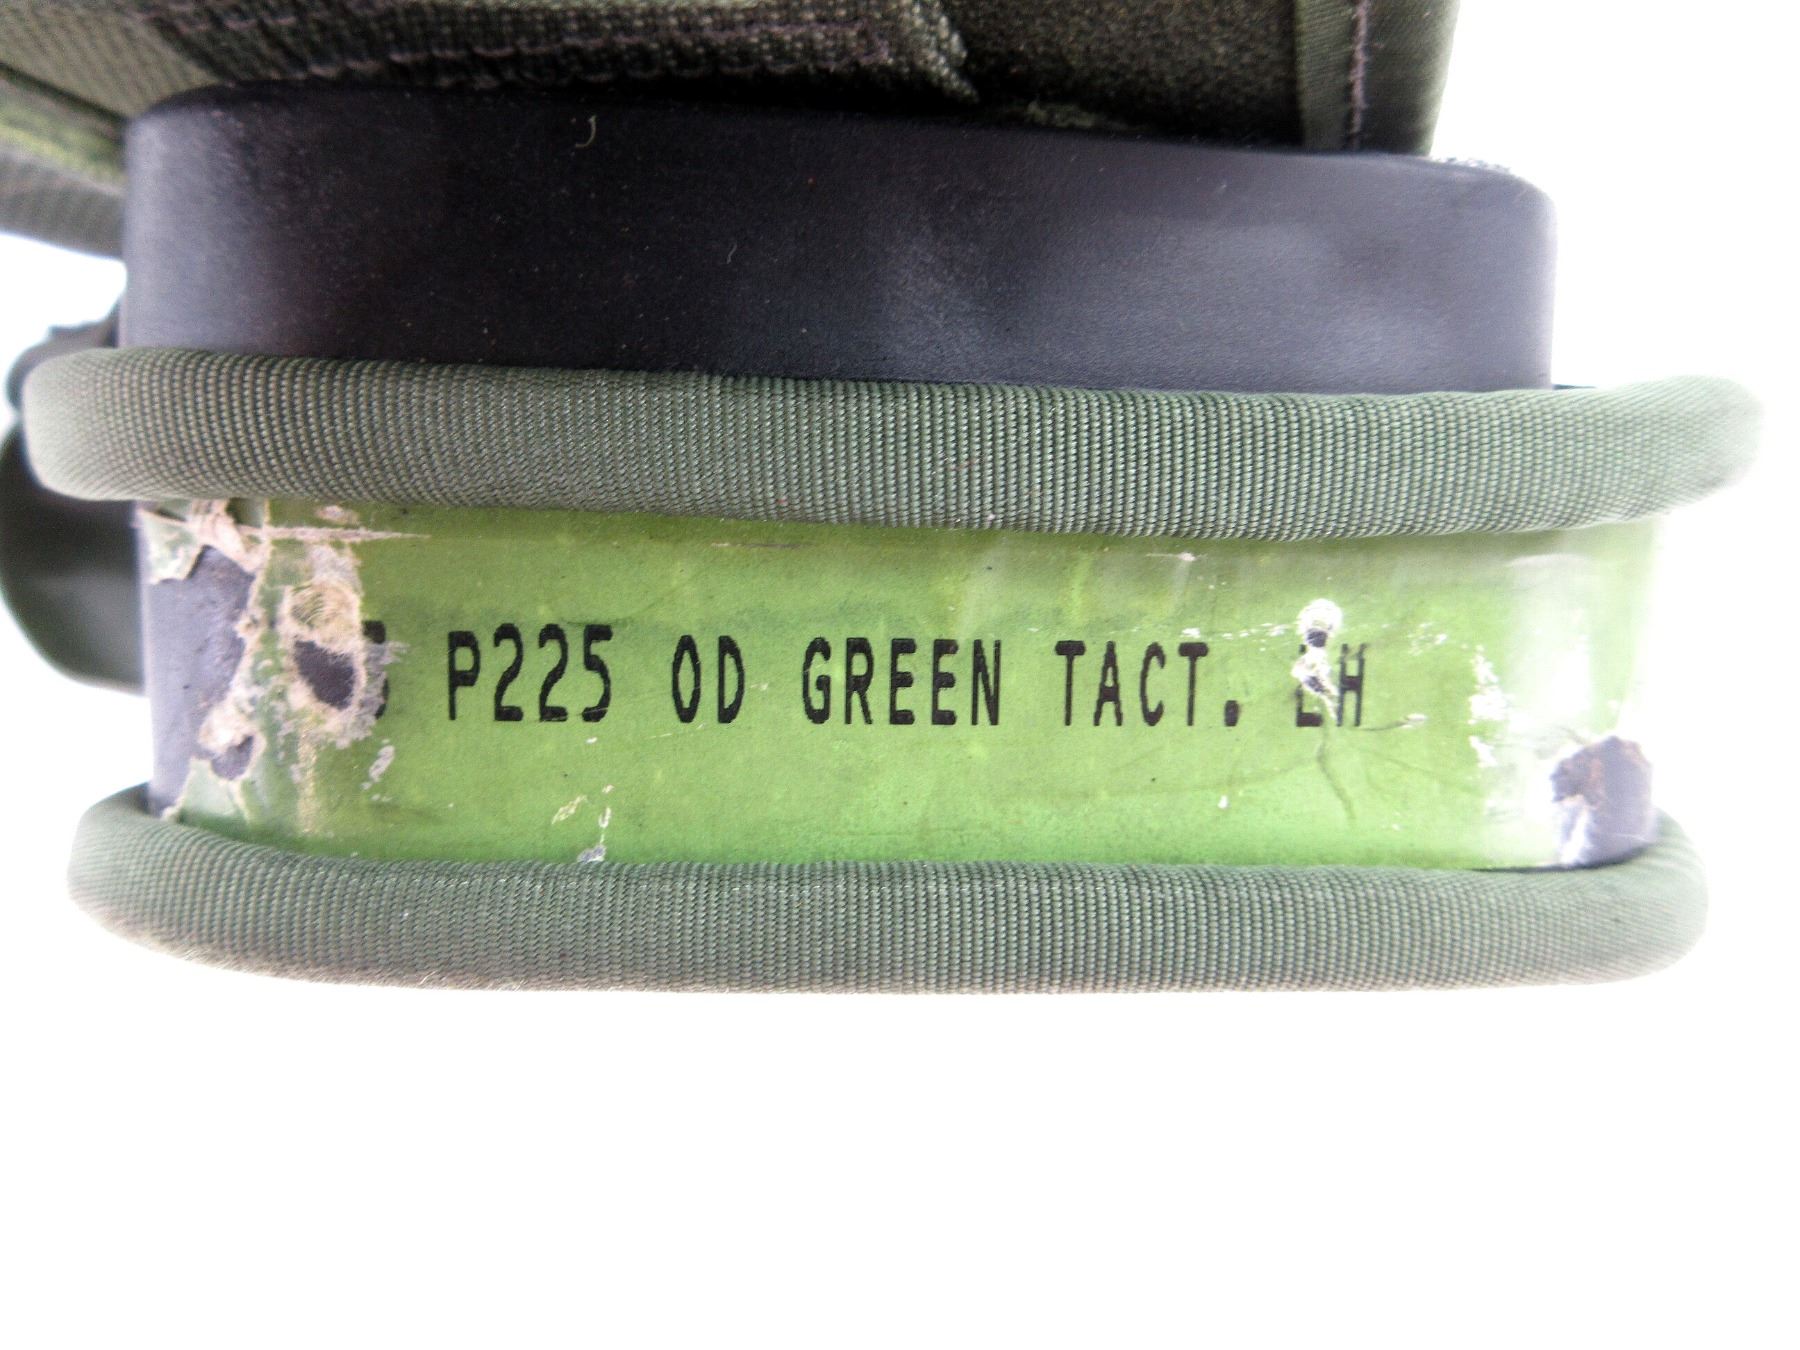 P225 OD GREEN TACT. LH